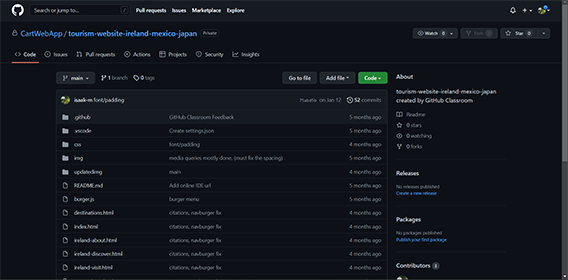 Search or jump to... /
Pull requests Issues Marketplace Explore
CartWebApp / tourism-website-ireland-mexico-japan Private
Watch 0 Fork 0 Star 0
Code Issues Pull requests Actions Projects Security Insights
main 1 branch 0 tags Go to file Add file Code
isaak-m font/padding on Jan 12 52 commits
.github GitHub Classroom Feedback 5 months ago
.vscode Create settings.json 5 months ago
css font/padding 4 months ago
img media queries mostly done, (must fix the spacing) 5 months ago
updatedimg main 4 months ago
README.md Add online IDE url 5 months ago
burger.js burger menu 5 months ago
destinations.html citations, navburger fix 4 months ago
index.html citations, navburger fix 4 months ago
ireland-about.html citations, navburger fix 4 months ago
ireland-discover.html citations, navburger fix 4 months ago
ireland-visit.html citations, navburger fix 4 months ago
About
tourism-website-ireland-mexico-japan
created by GitHub Classroom
Readme
0 stars
0 watching
0 forks
Releases
No releases published
Create a new release
Packages
No packages published
Publish your first package
Contributors 3